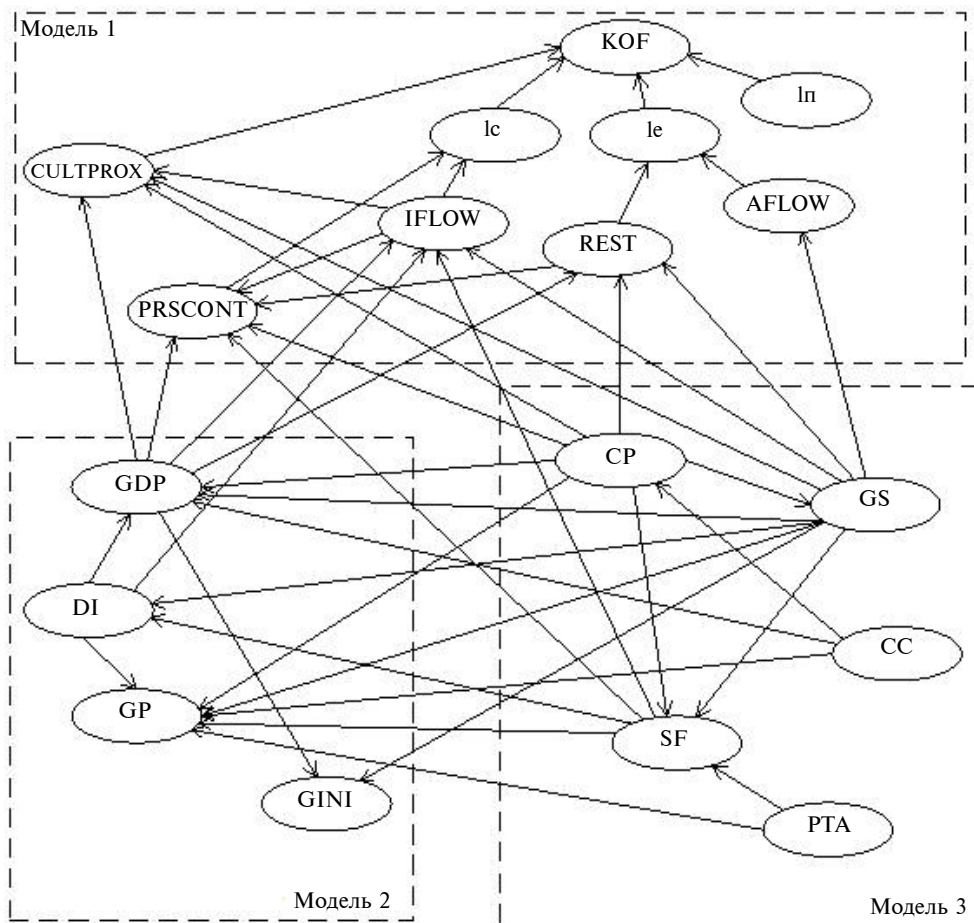 Модель 1
KOF
lп
lc
le
CULTPROX
IFLOW
AFLOW
REST
PRSCONT
CP
GDP
GS
DI
CC
GP
SF
GINI
PTA
Модель 2
Модель 3